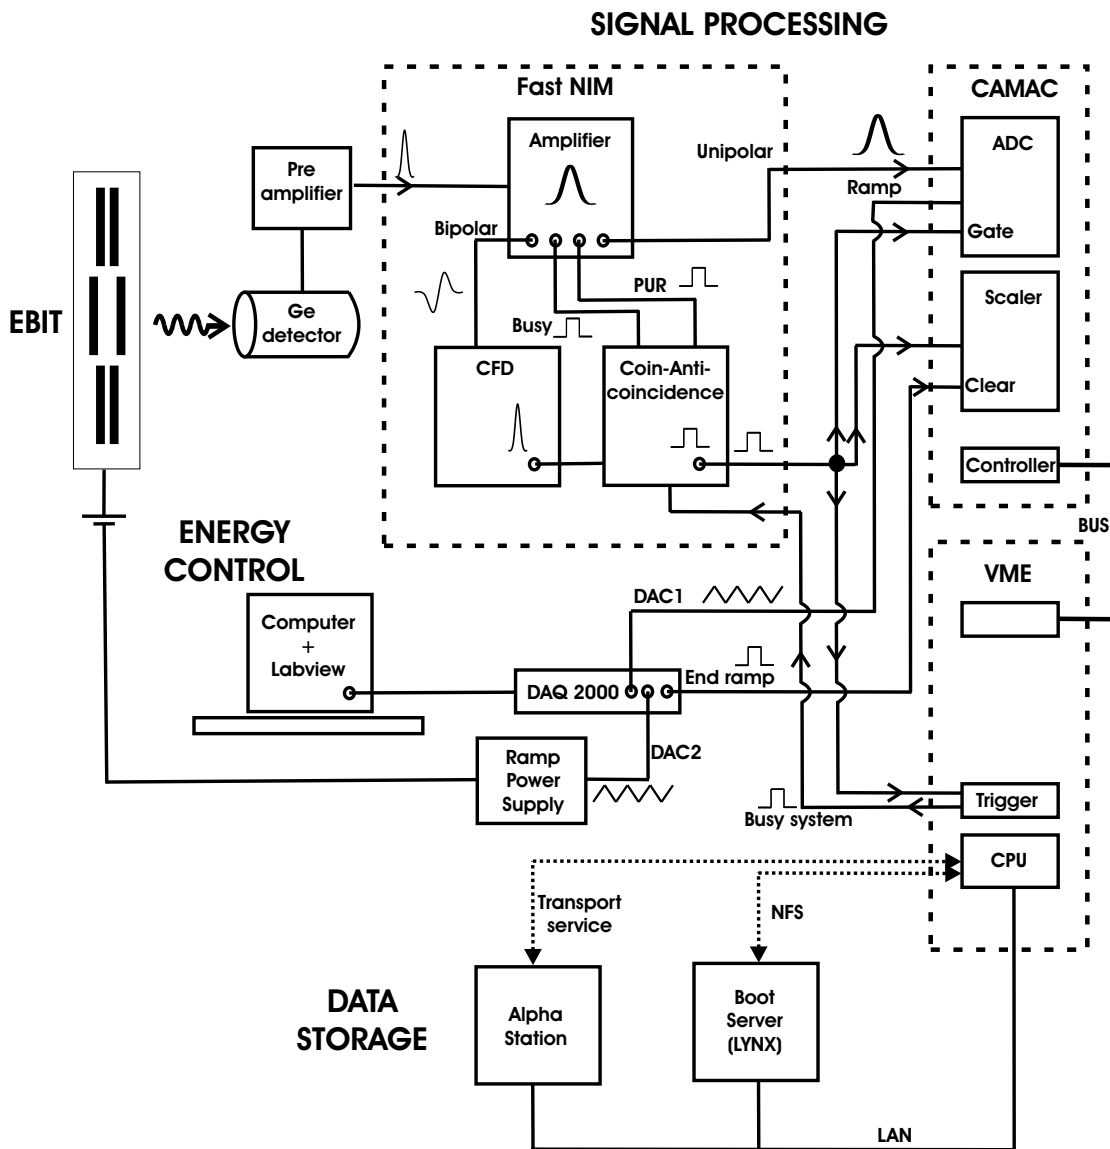 SIGNAL PROCESSING
Fast NIM
CAMAC
Amplifier
ADC
Unipolar
Pre
amplifier
Ramp
Bipolar
Gate
PUR
Scaler
EBIT
Ge
detector
Busy
CFD
Coin-Anti-
coincidence
Clear
Controller
BUS
ENERGY
CONTROL
VME
DAC1
Computer
+
Labview
DAQ 2000
End ramp
DAC2
Ramp
Power
Supply
Trigger
Busy system
CPU
Transport
service
NFS
DATA
STORAGE
Alpha
Station
Boot
Server
(LYNX)
LAN